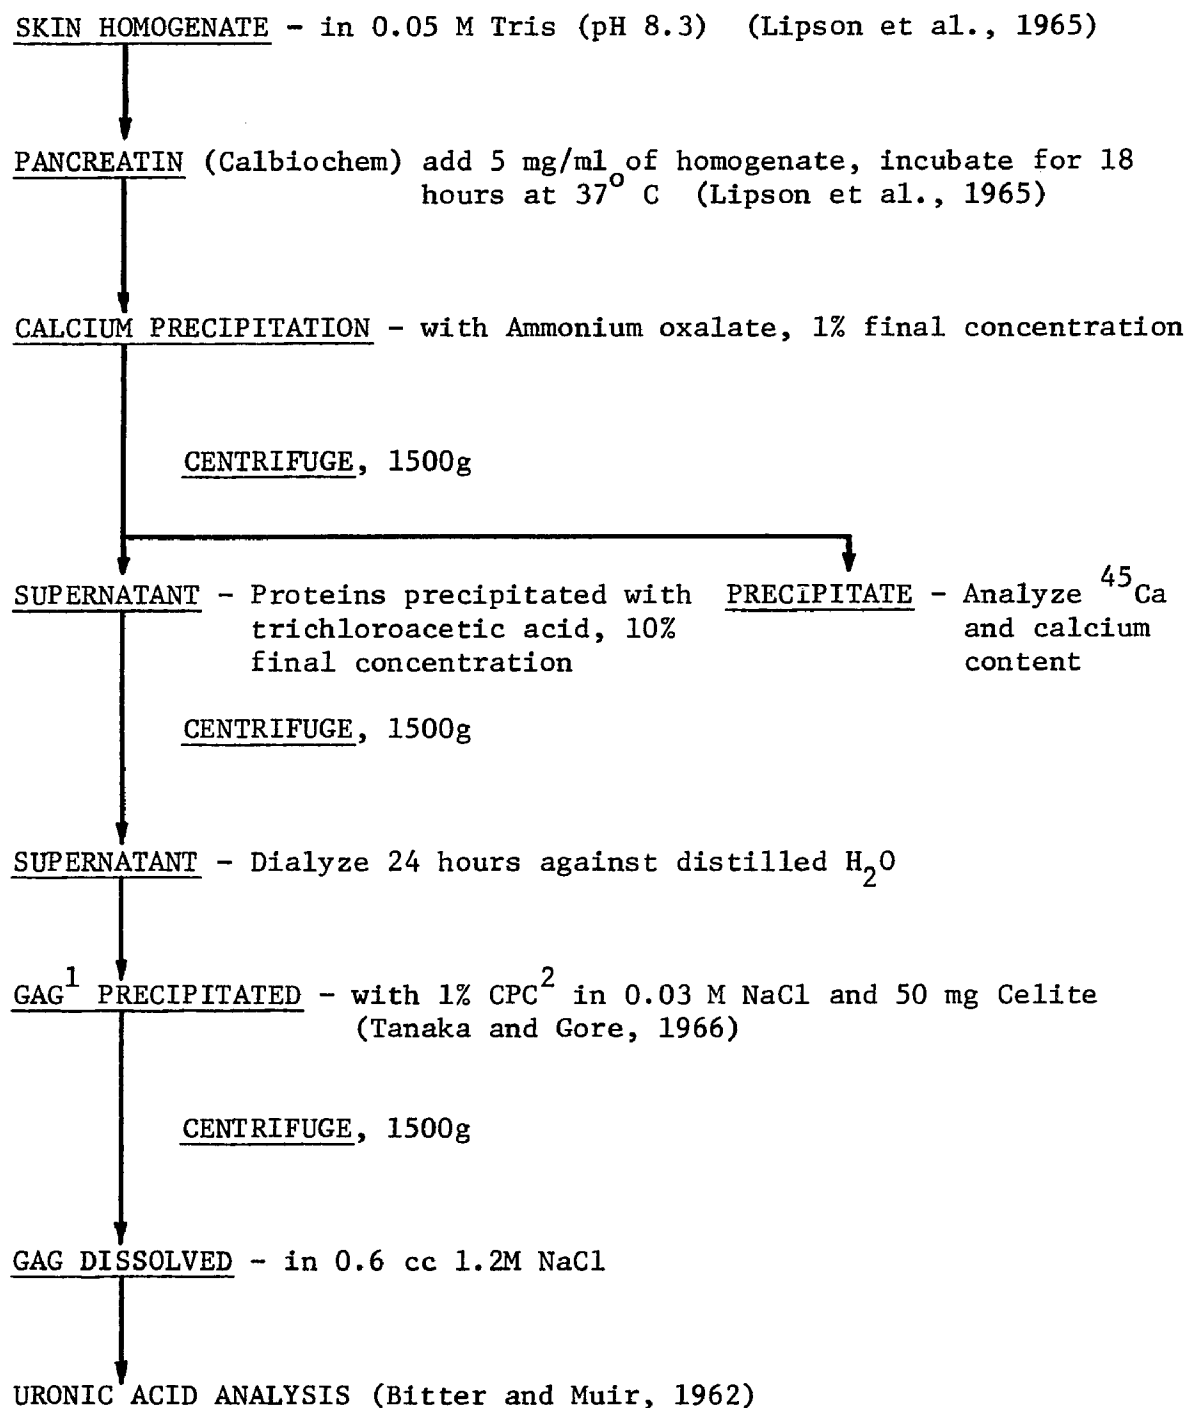 SKIN HOMOGENATE - in 0.05 M Tris (pH 8.3) (Lipson et al., 1965)
PANCREATIN (Calbiochem) add 5 mg/ml of homogenate, incubate for 18
hours at 37° C (Lipson et al., 1965)
CALCIUM PRECIPITATION - with Ammonium oxalate, 1% final concentration
CENTRIFUGE, 1500g
SUPERNATANT - Proteins precipitated with
trichloroacetic acid, 10%
final concentration
PRECIPITATE - Analyze ⁴⁵Ca
and calcium
content
CENTRIFUGE, 1500g
SUPERNATANT - Dialyze 24 hours against distilled H₂O
GAG¹ PRECIPITATED - with 1% CPC² in 0.03 M NaCl and 50 mg Celite
(Tanaka and Gore, 1966)
CENTRIFUGE, 1500g
GAG DISSOLVED - in 0.6 cc 1.2M NaCl
URONIC ACID ANALYSIS (Bitter and Muir, 1962)